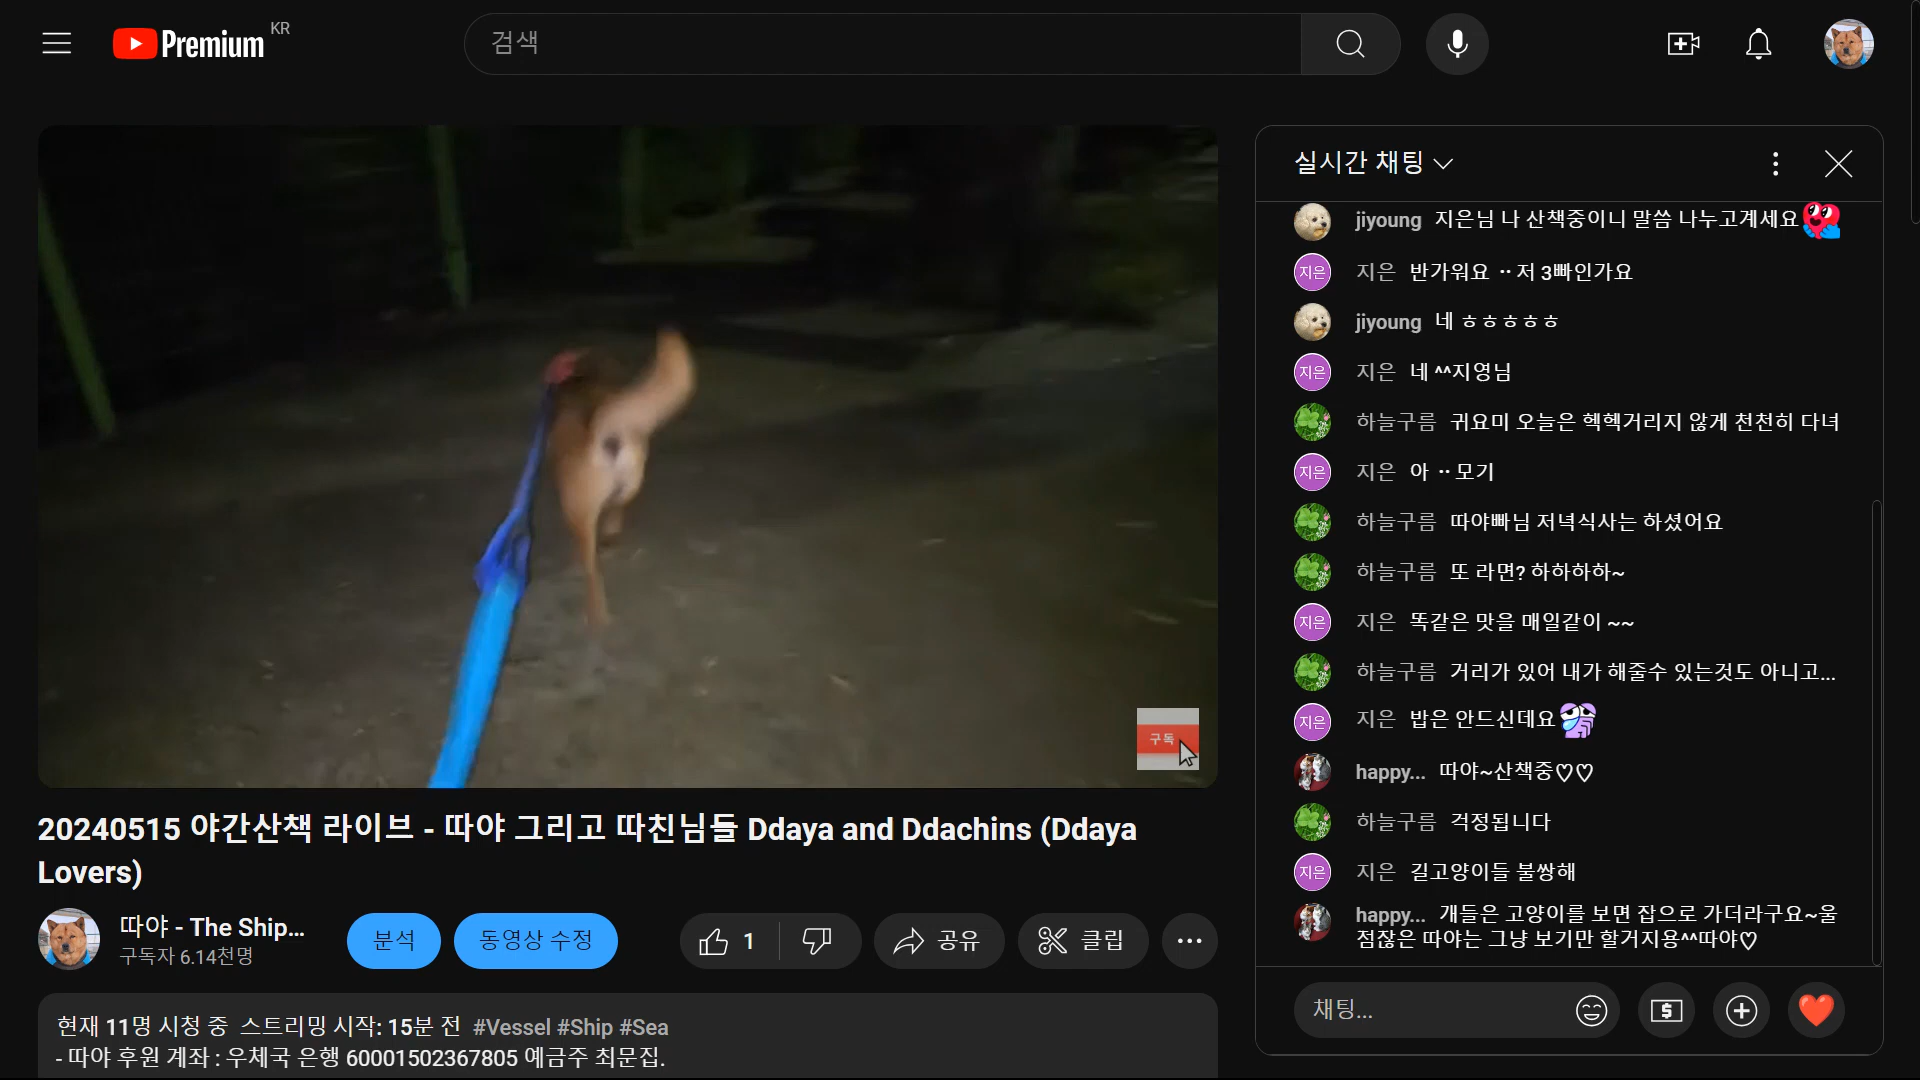 Premium KR
검색
구독
20240515 야간산책 라이브 - 따야 그리고 따친님들 Ddaya and Ddachins (Ddaya
Lovers)
따야 - The Ship...
구독자 6.14천명
분석
동영상 수정
1
공유
클립
현재 11명 시청 중 스트리밍 시작: 15분 전 #Vessel #Ship #Sea
- 따야 후원 계좌 : 우체국 은행 60001502367805 예금주 최문집.
실시간 채팅
jiyoung 지은님 나 산책중이니 말씀 나누고계세요
지은 지은 반가워요 ··저 3빠인가요
jiyoung 네 ㅎㅎㅎㅎㅎ
지은 지은 네 ^^지영님
하늘구름 귀요미 오늘은 헥헥거리지 않게 천천히 다녀
지은 지은 아 ··모기
하늘구름 따야빠님 저녁식사는 하셨어요
하늘구름 또 라면? 하하하하~
지은 지은 똑같은 맛을 매일같이 ~~
하늘구름 거리가 있어 내가 해줄수 있는것도 아니고...
지은 지은 밥은 안드신데요
happy... 따야~산책중♡♡
하늘구름 걱정됩니다
지은 지은 길고양이들 불쌍해
happy... 개들은 고양이를 보면 잡으로 가더라구요~울
점잖은 따야는 그냥 보기만 할거지용^^따야♡
채팅...